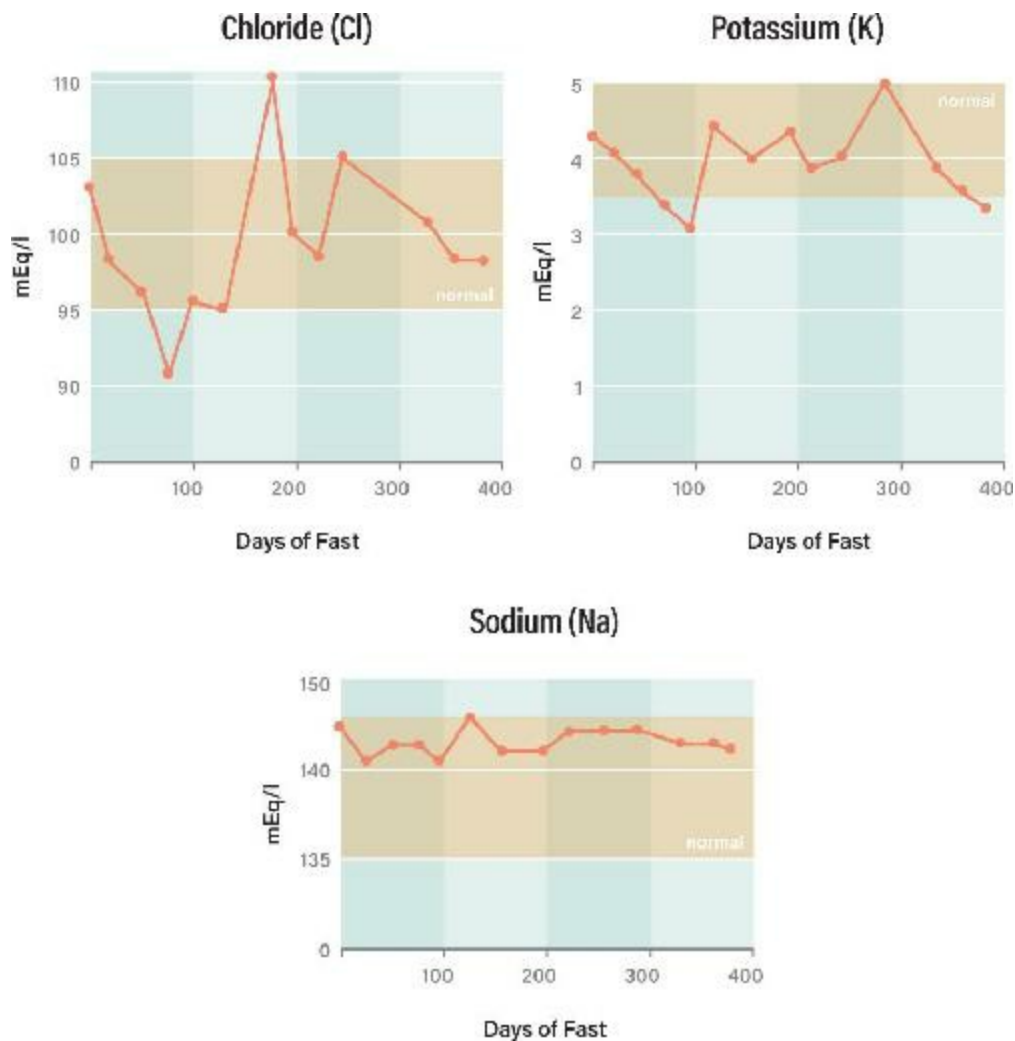 Chloride (Cl)
110
105
100
95
90
0
mEq/l
normal
100 200 300 400
Days of Fast
Potassium (K)
5
4
3
2
1
0
mEq/l
normal
100 200 300 400
Days of Fast
Sodium (Na)
150
140
135
0
mEq/l
normal
100 200 300 400
Days of Fast